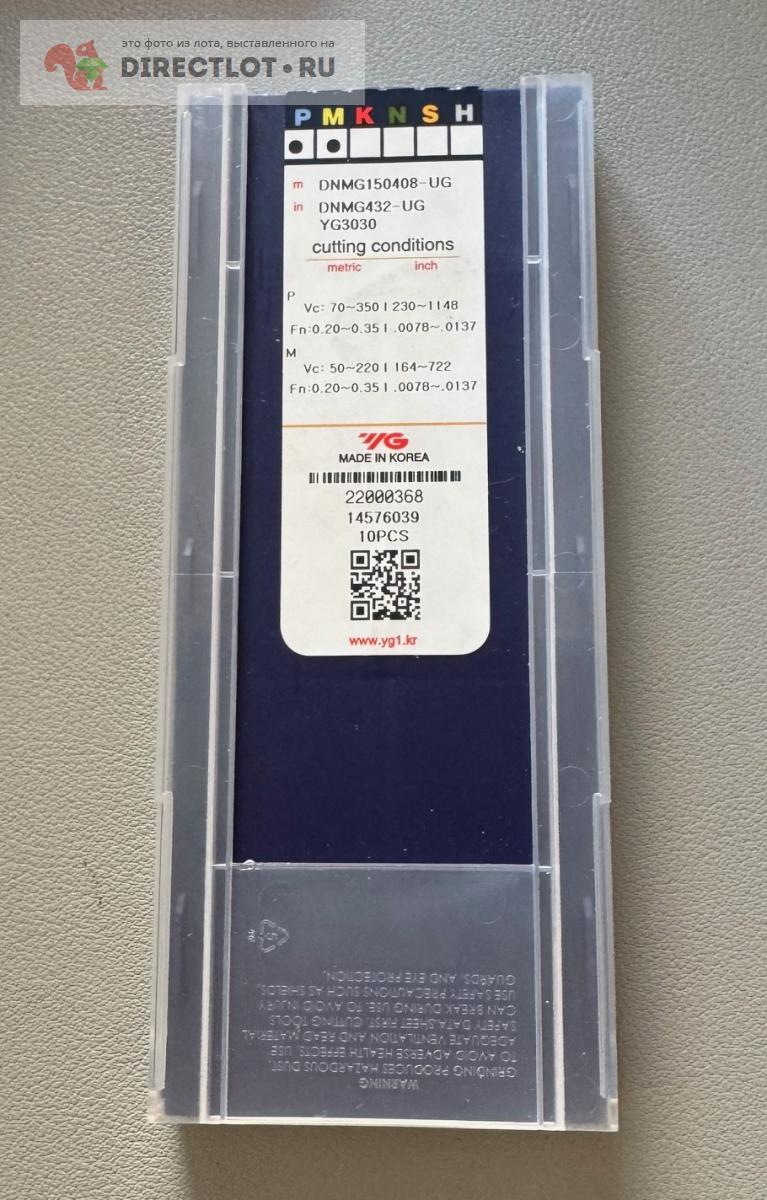 это фото из лота, выставленного на
DIRECTLOT•RU
P M K N S H
m DNMG150408-UG
in DNMG432-UG
YG3030
cutting conditions
metric inch
P
Vc: 70~350 | 230~1148
Fn:0.20~0.35 | .0078~.0137
M
Vc: 50~220 | 164~722
Fn:0.20~0.35 | .0078~.0137
YG
MADE IN KOREA
22000368
14576039
10PCS
www.yg1.kr
WARNING
GRINDING PRODUCES HAZARDOUS DUST.
TO AVOID ADVERSE HEALTH EFFECTS, USE
ADEGUATE VENTILATION AND READ MATERIAL
SAFETY DATA SHEET FIRST. CUTTING TOOLS
CAN BREAK DURING USE. TO AVOID INJURY
USE SAFETY PRECAUTIONS SUCH AS SHIELDS,
GUARDS, AND EYE PROTECTION.